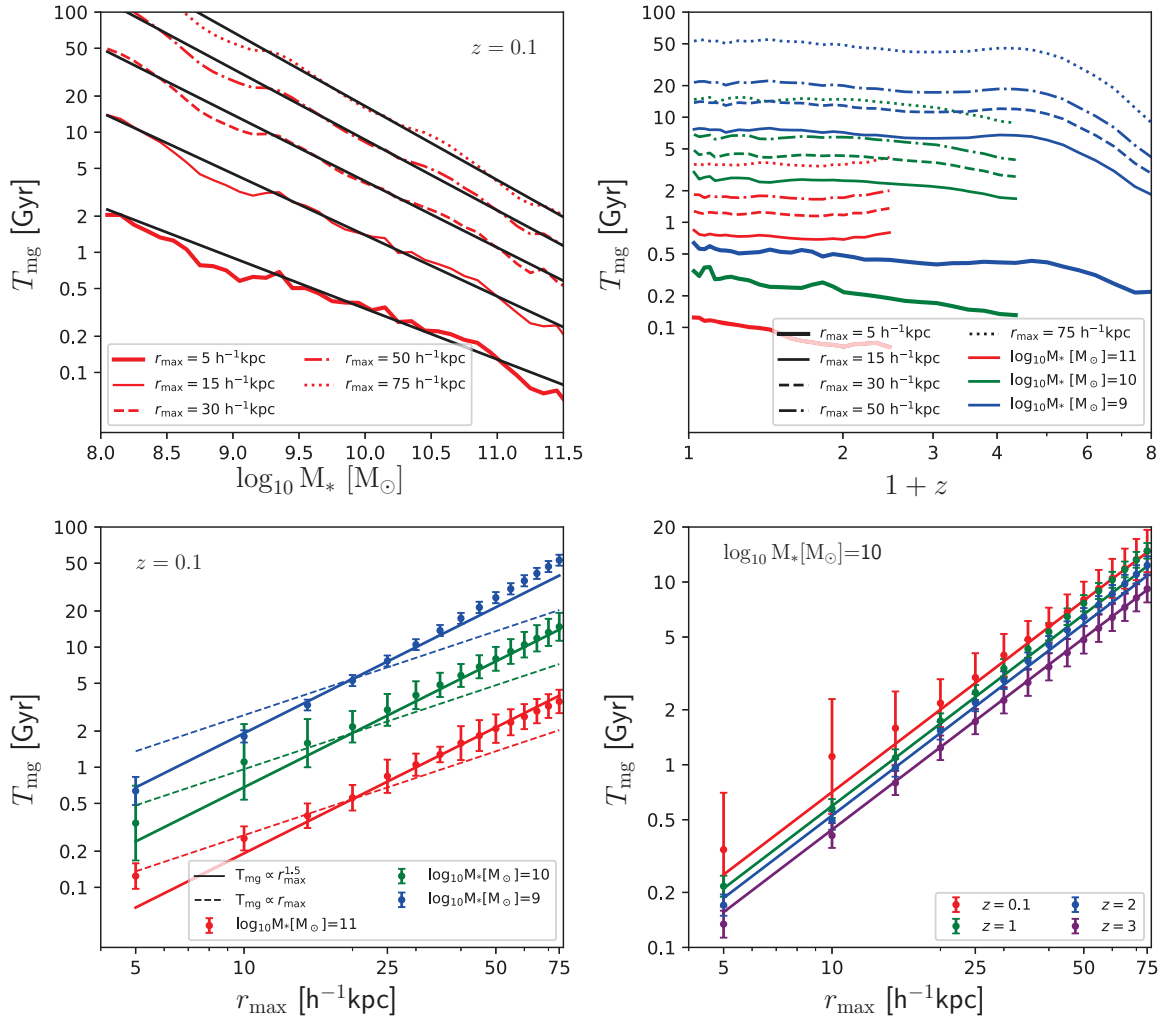 z = 0.1
100
50
20
10
5
2
1
0.5
0.2
0.1
T_mg [Gyr]
r_max = 5 h⁻¹kpc
r_max = 15 h⁻¹kpc
r_max = 30 h⁻¹kpc
r_max = 50 h⁻¹kpc
r_max = 75 h⁻¹kpc
8.0 8.5 9.0 9.5 10.0 10.5 11.0 11.5
log₁₀ M_* [M_⊙]
100
50
20
10
5
2
1
0.5
0.2
0.1
T_mg [Gyr]
r_max = 5 h⁻¹kpc
r_max = 15 h⁻¹kpc
r_max = 30 h⁻¹kpc
r_max = 50 h⁻¹kpc
r_max = 75 h⁻¹kpc
log₁₀M_* [M_⊙]=11
log₁₀M_* [M_⊙]=10
log₁₀M_* [M_⊙]=9
1 2 3 4 6 8
1 + z
z = 0.1
100
50
20
10
5
2
1
0.5
0.2
0.1
T_mg [Gyr]
T_mg ∝ r_max^1.5
T_mg ∝ r_max
log₁₀M_*[M_⊙]=11
log₁₀M_*[M_⊙]=10
log₁₀M_*[M_⊙]=9
5 10 25 50 75
r_max [h⁻¹kpc]
log₁₀ M_*[M_⊙]=10
20
10
5
2
1
0.5
0.2
0.1
T_mg [Gyr]
z = 0.1
z = 1
z = 2
z = 3
5 10 25 50 75
r_max [h⁻¹kpc]